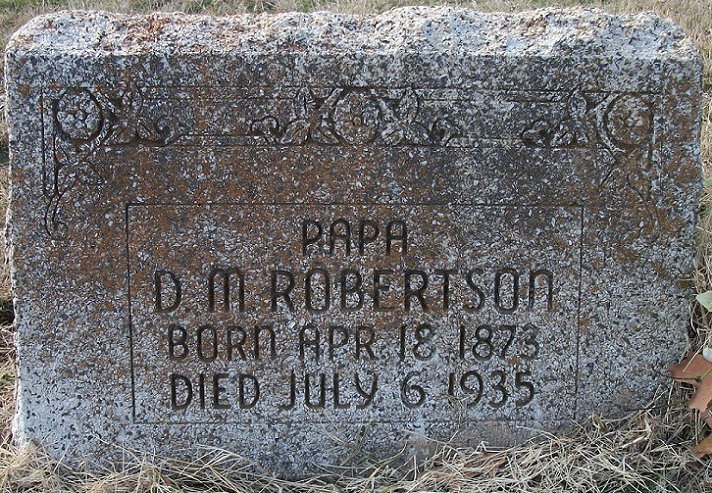 PAPA
D. M. ROBERTSON
BORN APR. 18 1873
DIED JULY 6 1935